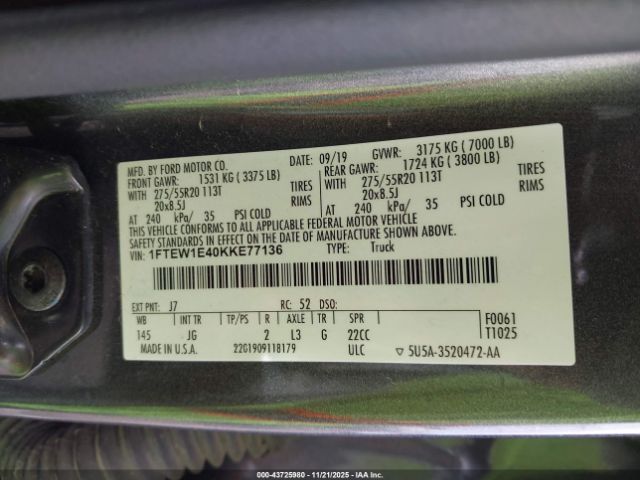 MFD. BY FORD MOTOR CO. DATE: 09/19 GVWR: 3175 KG ( 7000 LB)
FRONT GAWR: 1531 KG ( 3375 LB) REAR GAWR: 1724 KG ( 3800 LB)
WITH 275/55R20 113T TIRES WITH 275/55R20 113T TIRES
20x8.5J RIMS 20x8.5J RIMS
AT 240 kPa/ 35 PSI COLD AT 240 kPa/ 35 PSI COLD
THIS VEHICLE CONFORMS TO ALL APPLICABLE FEDERAL MOTOR VEHICLE
SAFETY STANDARDS IN EFFECT ON THE DATE OF MANUFACTURE SHOWN ABOVE.
VIN: 1FTEW1E40KKE77136 TYPE: Truck
EXT PNT: J7 RC: 52 DSO:
WB INT TR TP/PS R AXLE TR SPR F0061
145 JG 2 L3 G 22CC T1025
MADE IN U.S.A. 22G1909118179 ULC 5U5A-3520472-AA
000-43725980 - 11/21/2025 - IAAI.COM